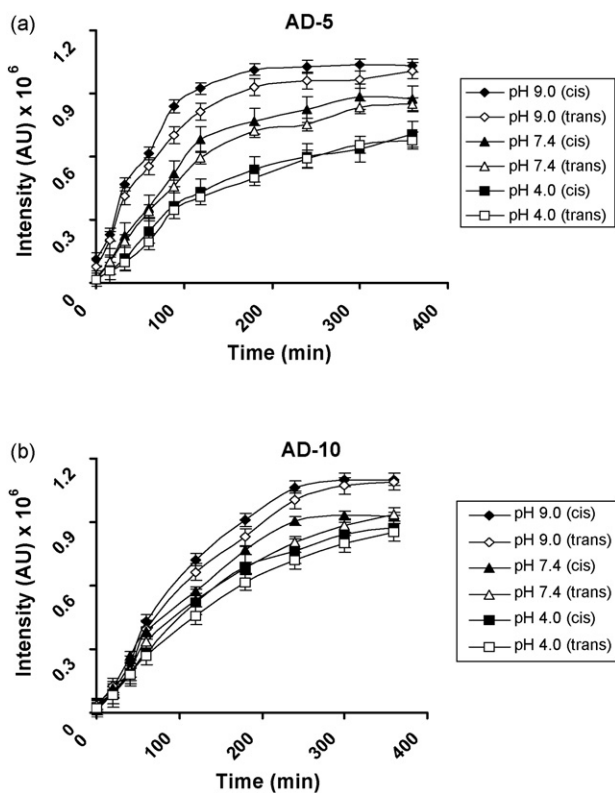 (a)
AD-5
Intensity (AU) x 10⁶
1.2
0.9
0.6
0.3
0
0
100
200
300
400
Time (min)
pH 9.0 (cis)
pH 9.0 (trans)
pH 7.4 (cis)
pH 7.4 (trans)
pH 4.0 (cis)
pH 4.0 (trans)
(b)
AD-10
Intensity (AU) x 10⁶
1.2
0.9
0.6
0.3
0
0
100
200
300
400
Time (min)
pH 9.0 (cis)
pH 9.0 (trans)
pH 7.4 (cis)
pH 7.4 (trans)
pH 4.0 (cis)
pH 4.0 (trans)